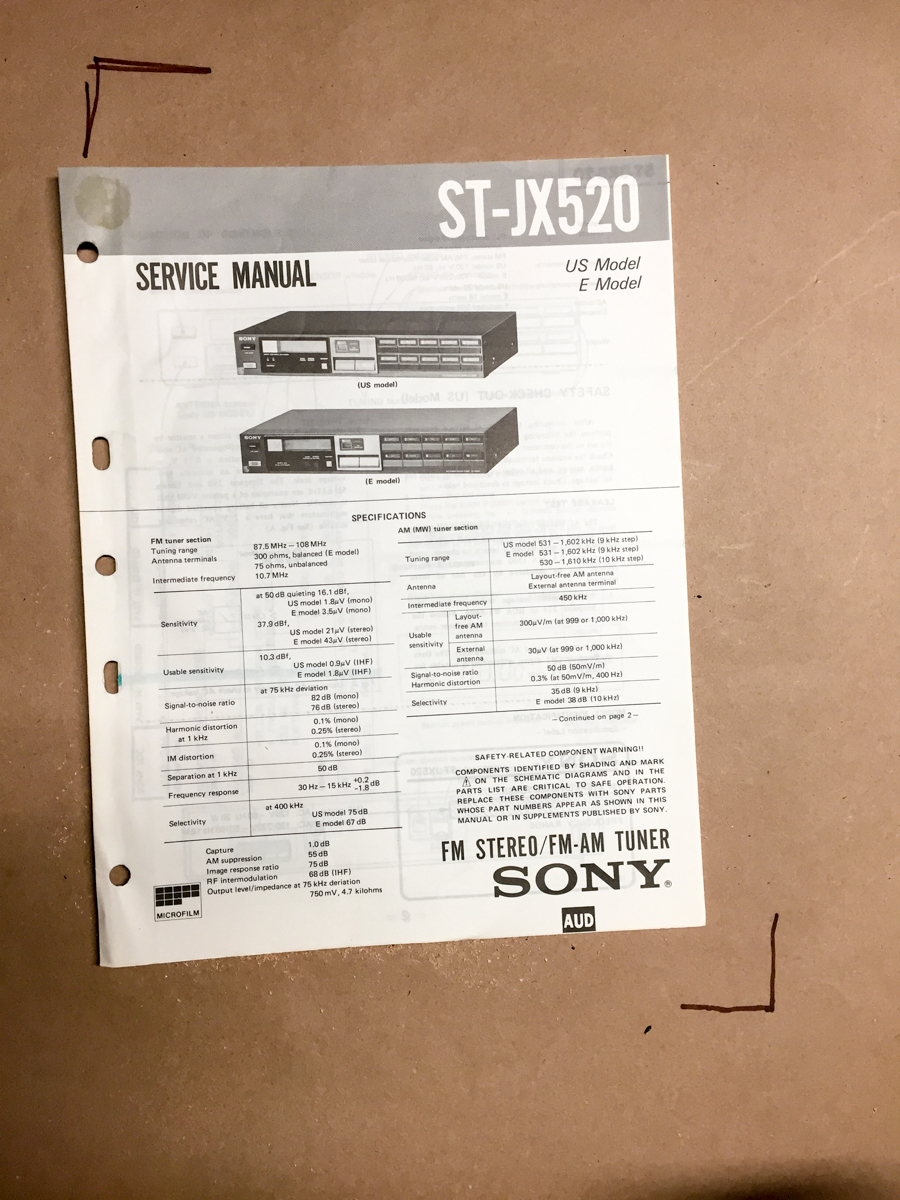 ST-JX520
SERVICE MANUAL
US Model
E Model
SONY
(US model)
SONY
(E model)
SPECIFICATIONS
FM tuner section
Tuning range 87.5 MHz – 108 MHz
Antenna terminals 300 ohms, balanced (E model)
75 ohms, unbalanced
Intermediate frequency 10.7 MHz
Sensitivity
at 50 dB quieting 16.1 dBf,
US model 1.8µV (mono)
E model 3.5µV (mono)
37.9 dBf,
US model 21µV (stereo)
E model 43µV (stereo)
Usable sensitivity
10.3 dBf,
US model 0.9µV (IHF)
E model 1.8µV (IHF)
Signal-to-noise ratio
at 75 kHz deviation
82 dB (mono)
76 dB (stereo)
Harmonic distortion
at 1 kHz
0.1% (mono)
0.25% (stereo)
IM distortion
0.1% (mono)
0.25% (stereo)
Separation at 1 kHz 50 dB
Frequency response 30 Hz – 15 kHz +0.2 -1.8 dB
Selectivity
at 400 kHz
US model 75 dB
E model 67 dB
Capture 1.0 dB
AM suppression 55 dB
Image response ratio 75 dB
RF intermodulation 68 dB (IHF)
Output level/impedance at 75 kHz deriation
750 mV, 4.7 kilohms
MICROFILM
AM (MW) tuner section
Tuning range
US model 531 – 1,602 kHz (9 kHz step)
E model 531 – 1,602 kHz (9 kHz step)
530 – 1,610 kHz (10 kHz step)
Antenna
Layout-free AM antenna
External antenna terminal
Intermediate frequency 450 kHz
Usable
sensitivity
Layout-
free AM
antenna
300µV/m (at 999 or 1,000 kHz)
External
antenna
30µV (at 999 or 1,000 kHz)
Signal-to-noise ratio 50 dB (50mV/m)
Harmonic distortion 0.3% (at 50mV/m, 400 Hz)
Selectivity
35 dB (9 kHz)
E model 38 dB (10 kHz)
– Continued on page 2 –
SAFETY-RELATED COMPONENT WARNING!!
COMPONENTS IDENTIFIED BY SHADING AND MARK
⚠ ON THE SCHEMATIC DIAGRAMS AND IN THE
PARTS LIST ARE CRITICAL TO SAFE OPERATION.
REPLACE THESE COMPONENTS WITH SONY PARTS
WHOSE PART NUMBERS APPEAR AS SHOWN IN THIS
MANUAL OR IN SUPPLEMENTS PUBLISHED BY SONY.
FM STEREO/FM-AM TUNER
SONY®
AUD